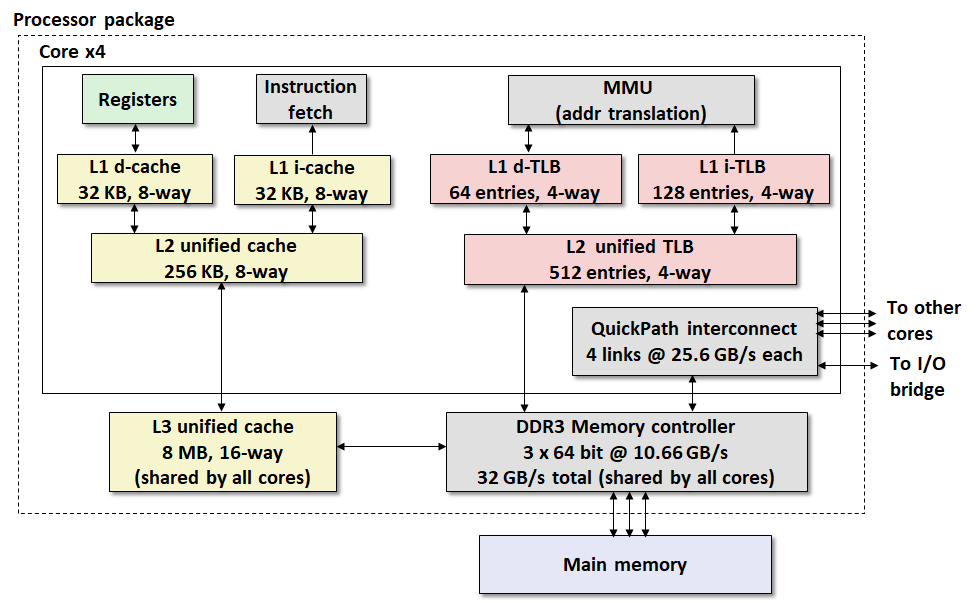 Processor package
Core x4
Registers
Instruction
fetch
MMU
(addr translation)
L1 d-cache
32 KB, 8-way
L1 i-cache
32 KB, 8-way
L1 d-TLB
64 entries, 4-way
L1 i-TLB
128 entries, 4-way
L2 unified cache
256 KB, 8-way
L2 unified TLB
512 entries, 4-way
QuickPath interconnect
4 links @ 25.6 GB/s each
To other
cores
To I/O
bridge
L3 unified cache
8 MB, 16-way
(shared by all cores)
DDR3 Memory controller
3 x 64 bit @ 10.66 GB/s
32 GB/s total (shared by all cores)
Main memory